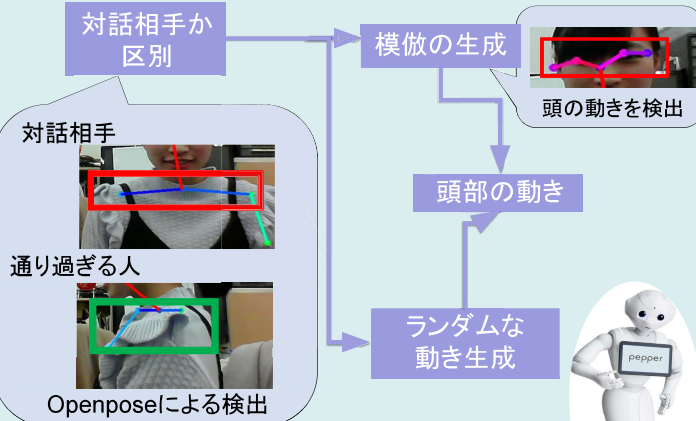 対話相手か
区別
模倣の生成
頭の動きを検出
対話相手
頭部の動き
通り過ぎる人
ランダムな
動き生成
pepper
Openposeによる検出